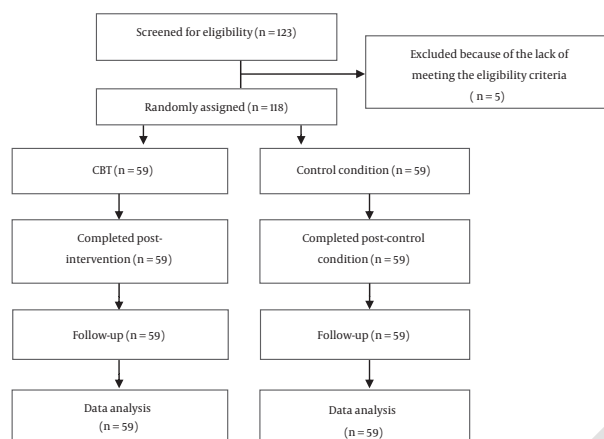 Screened for eligibility (n = 123)
Excluded because of the lack of
meeting the eligibility criteria
( n = 5)
Randomly assigned (n = 118)
CBT (n = 59)
Control condition (n = 59)
Completed post-
intervention (n = 59)
Completed post-control
condition (n = 59)
Follow-up (n = 59)
Follow-up (n = 59)
Data analysis
(n = 59)
Data analysis
(n = 59)